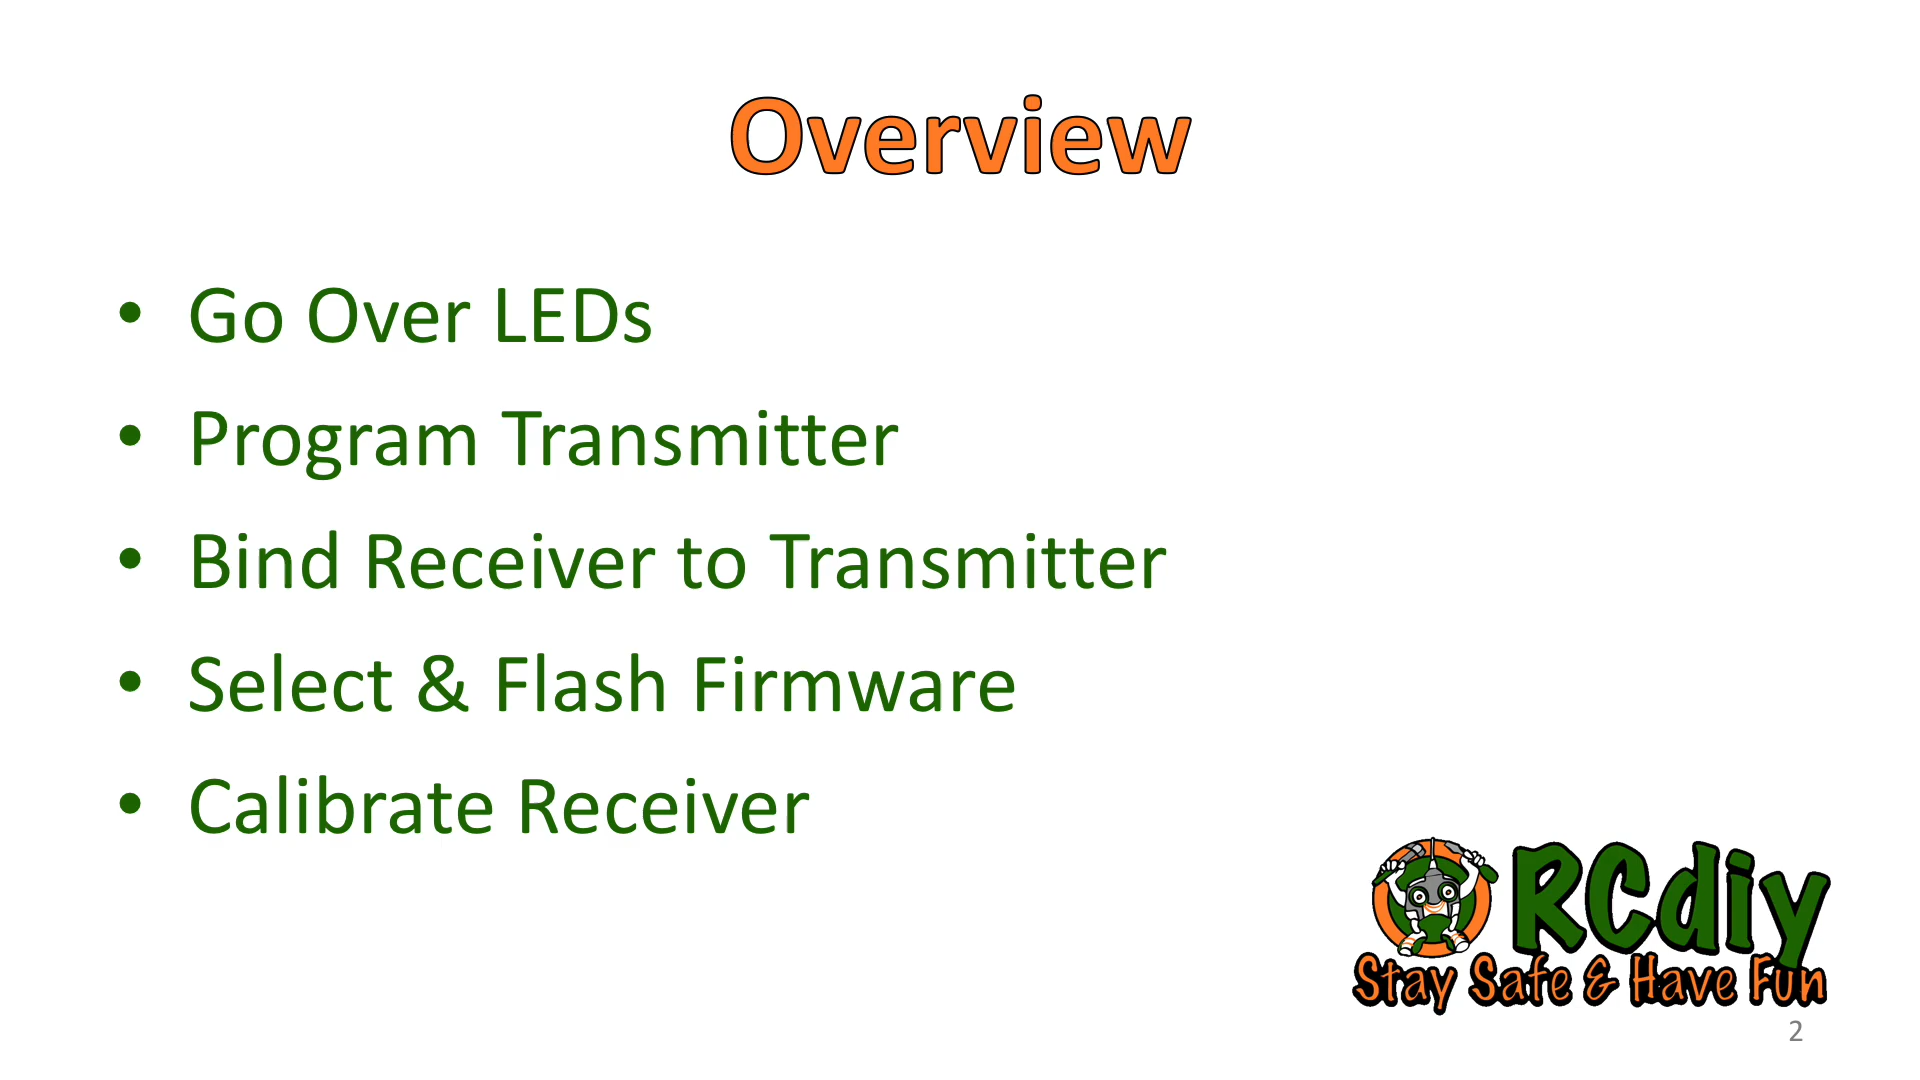 Overview
• Go Over LEDs
• Program Transmitter
• Bind Receiver to Transmitter
• Select & Flash Firmware
• Calibrate Receiver
RCdiy
Stay Safe & Have Fun
2